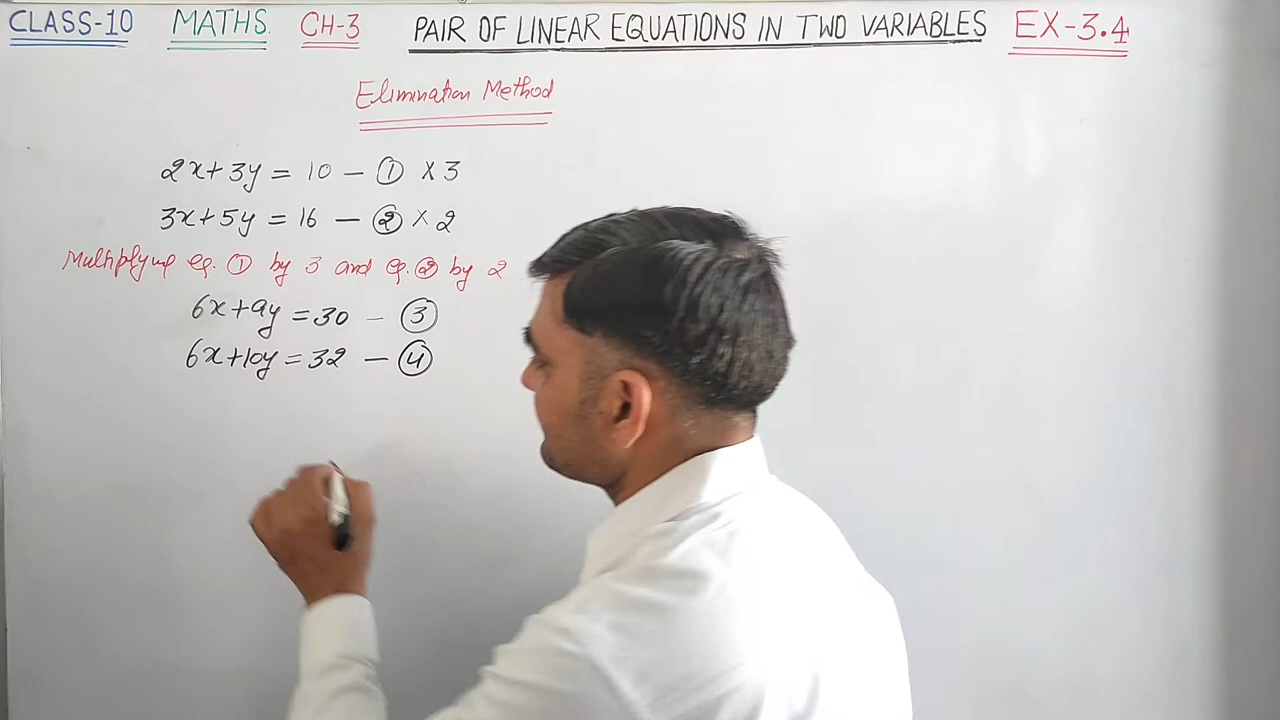 CLASS-10 MATHS CH-3 PAIR OF LINEAR EQUATIONS IN TWO VARIABLES EX-3.4
Elimination Method
2x+3y = 10 — ① ×3
3x+5y = 16 — ② ×2
Multiplying eq. ① by 3 and eq. ② by 2
6x+9y = 30 — ③
6x+10y = 32 — ④